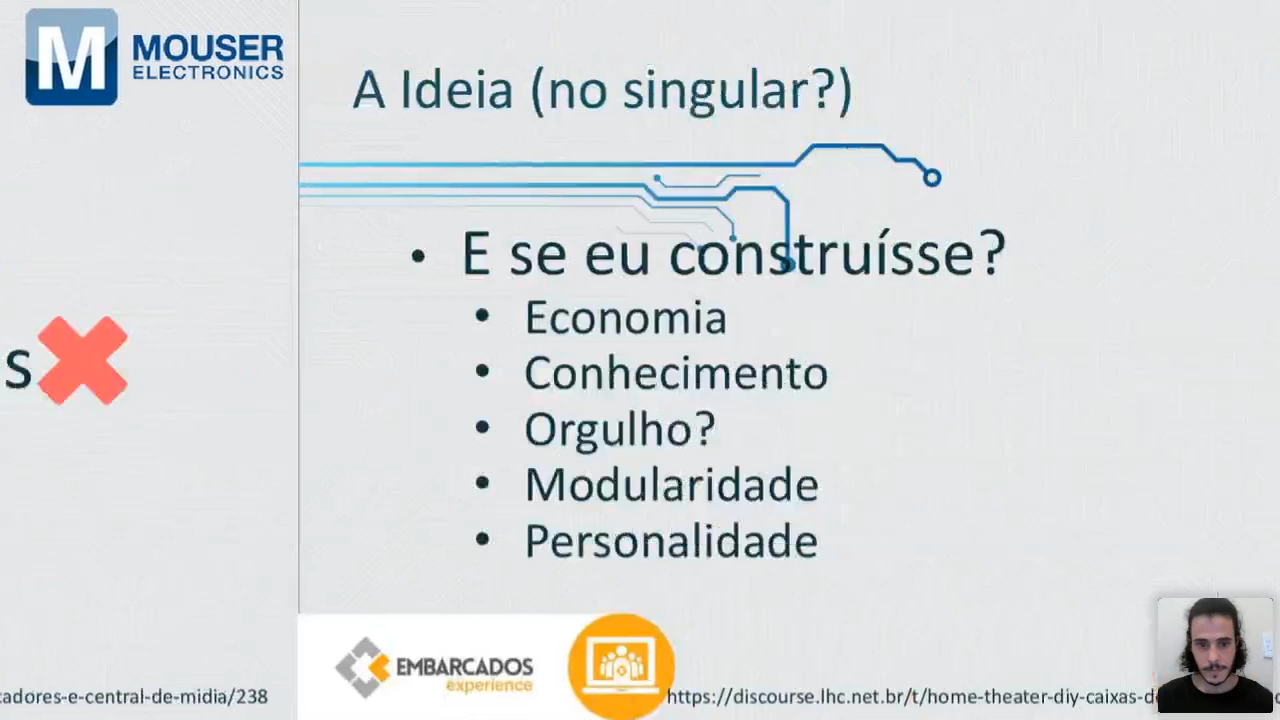 MOUSER
ELECTRONICS
A Ideia (no singular?)
• E se eu construísse?
• Economia
• Conhecimento
• Orgulho?
• Modularidade
• Personalidade
s
EMBARCADOS
experience
cadores-e-central-de-midia/238
https://discourse.lhc.net.br/t/home-theater-diy-caixas-d